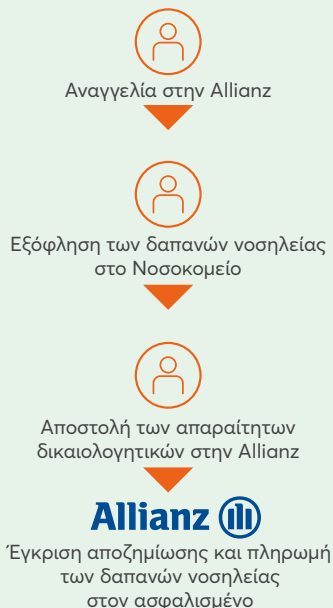 Αναγγελία στην Allianz
Εξόφληση των δαπανών νοσηλείας
στο Νοσοκομείο
Αποστολή των απαραίτητων
δικαιολογητικών στην Allianz
Allianz
Έγκριση αποζημίωσης και πληρωμή
των δαπανών νοσηλείας
στον ασφαλισμένο